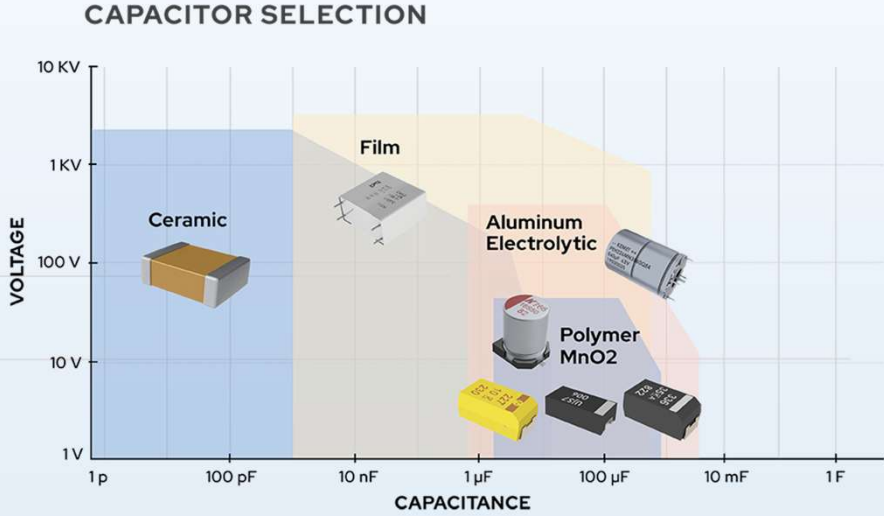 CAPACITOR SELECTION
10 KV
1 KV
100 V
10 V
1 V
VOLTAGE
Ceramic
Film
Aluminum
Electrolytic
Polymer
MnO2
1 p
100 pF
10 nF
1 µF
100 µF
10 mF
1 F
CAPACITANCE